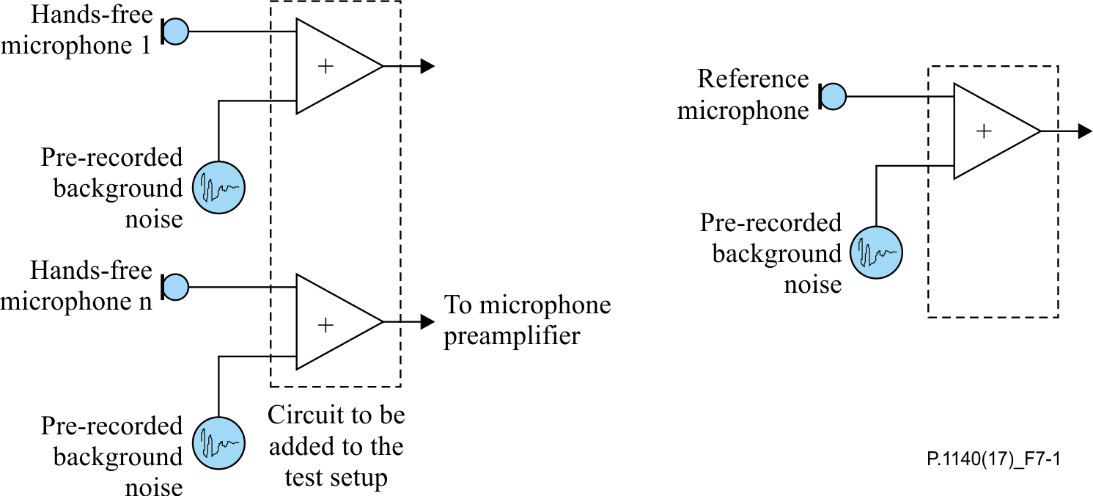 Hands-free
microphone 1
+
Pre-recorded
background
noise
Hands-free
microphone n
+
To microphone
preamplifier
Pre-recorded
background
noise
Circuit to be
added to the
test setup
Reference
microphone
+
Pre-recorded
background
noise
P.1140(17)_F7-1